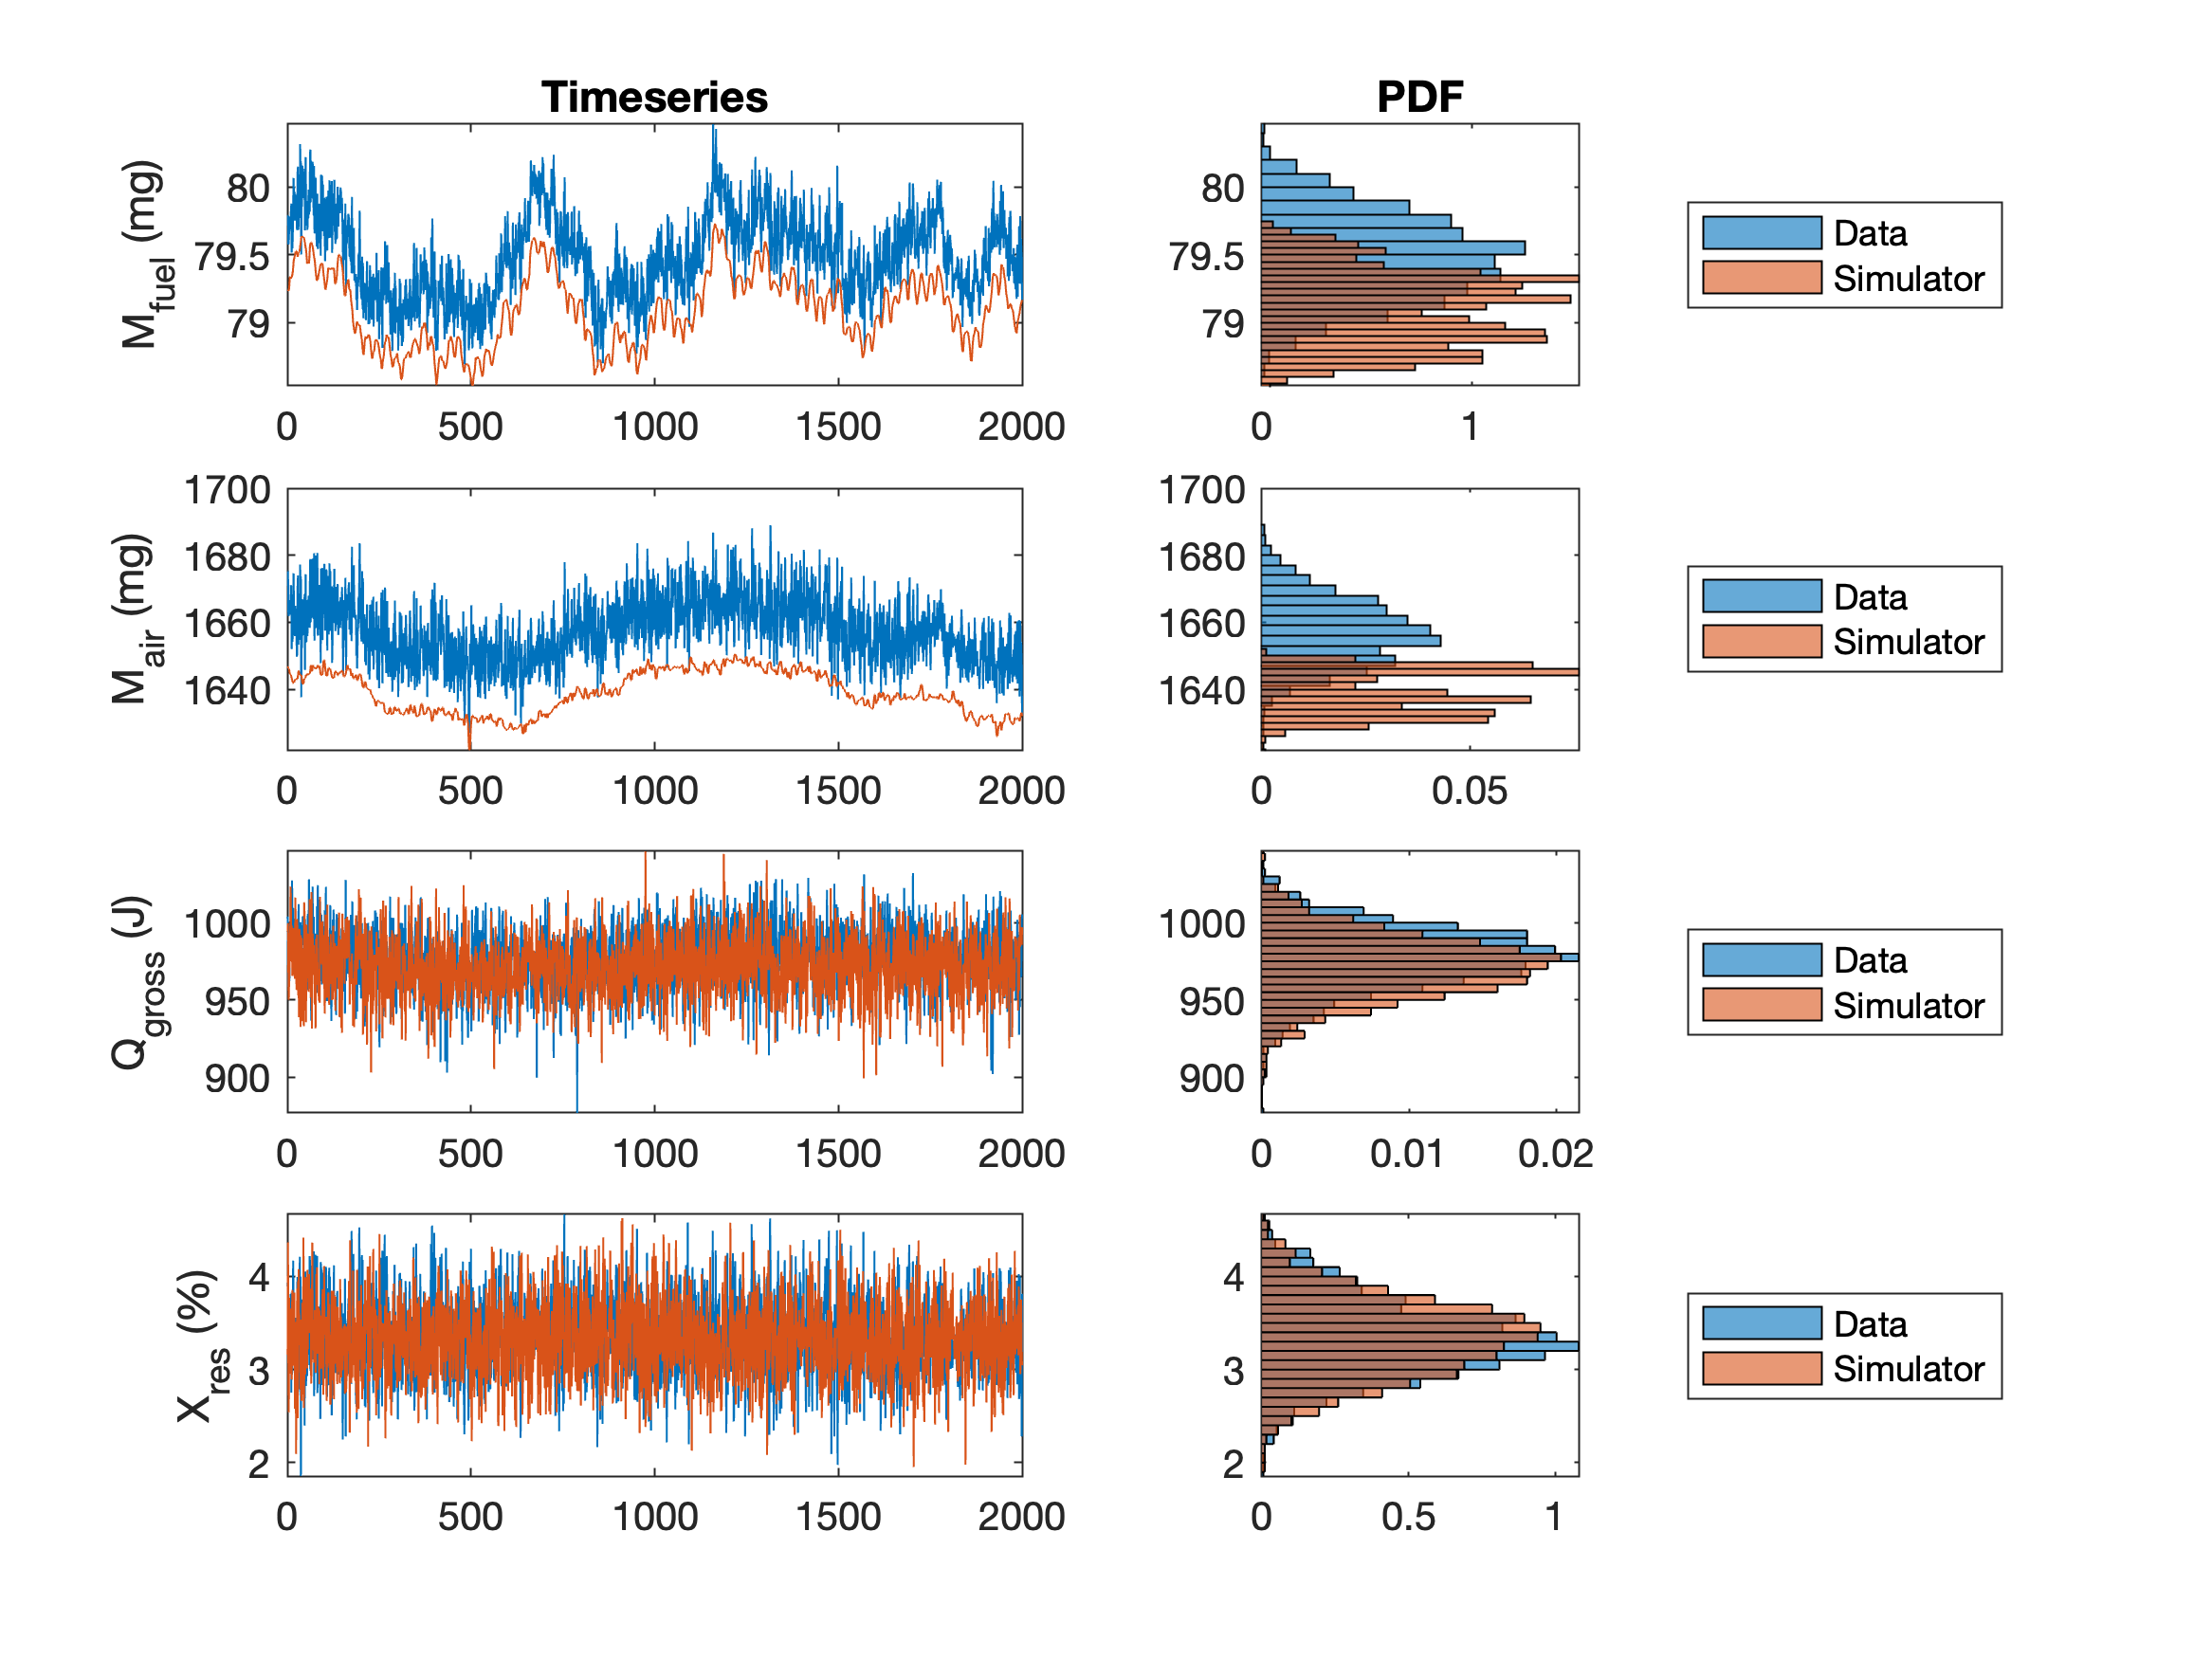 Timeseries PDF
M_fuel (mg)
80
79.5
79
0 500 1000 1500 2000
80
79.5
79
0 1
Data
Simulator
M_air (mg)
1700
1680
1660
1640
0 500 1000 1500 2000
1700
1680
1660
1640
0 0.05
Data
Simulator
Q_gross (J)
1000
950
900
0 500 1000 1500 2000
1000
950
900
0 0.01 0.02
Data
Simulator
X_res (%)
4
3
2
0 500 1000 1500 2000
4
3
2
0 0.5 1
Data
Simulator